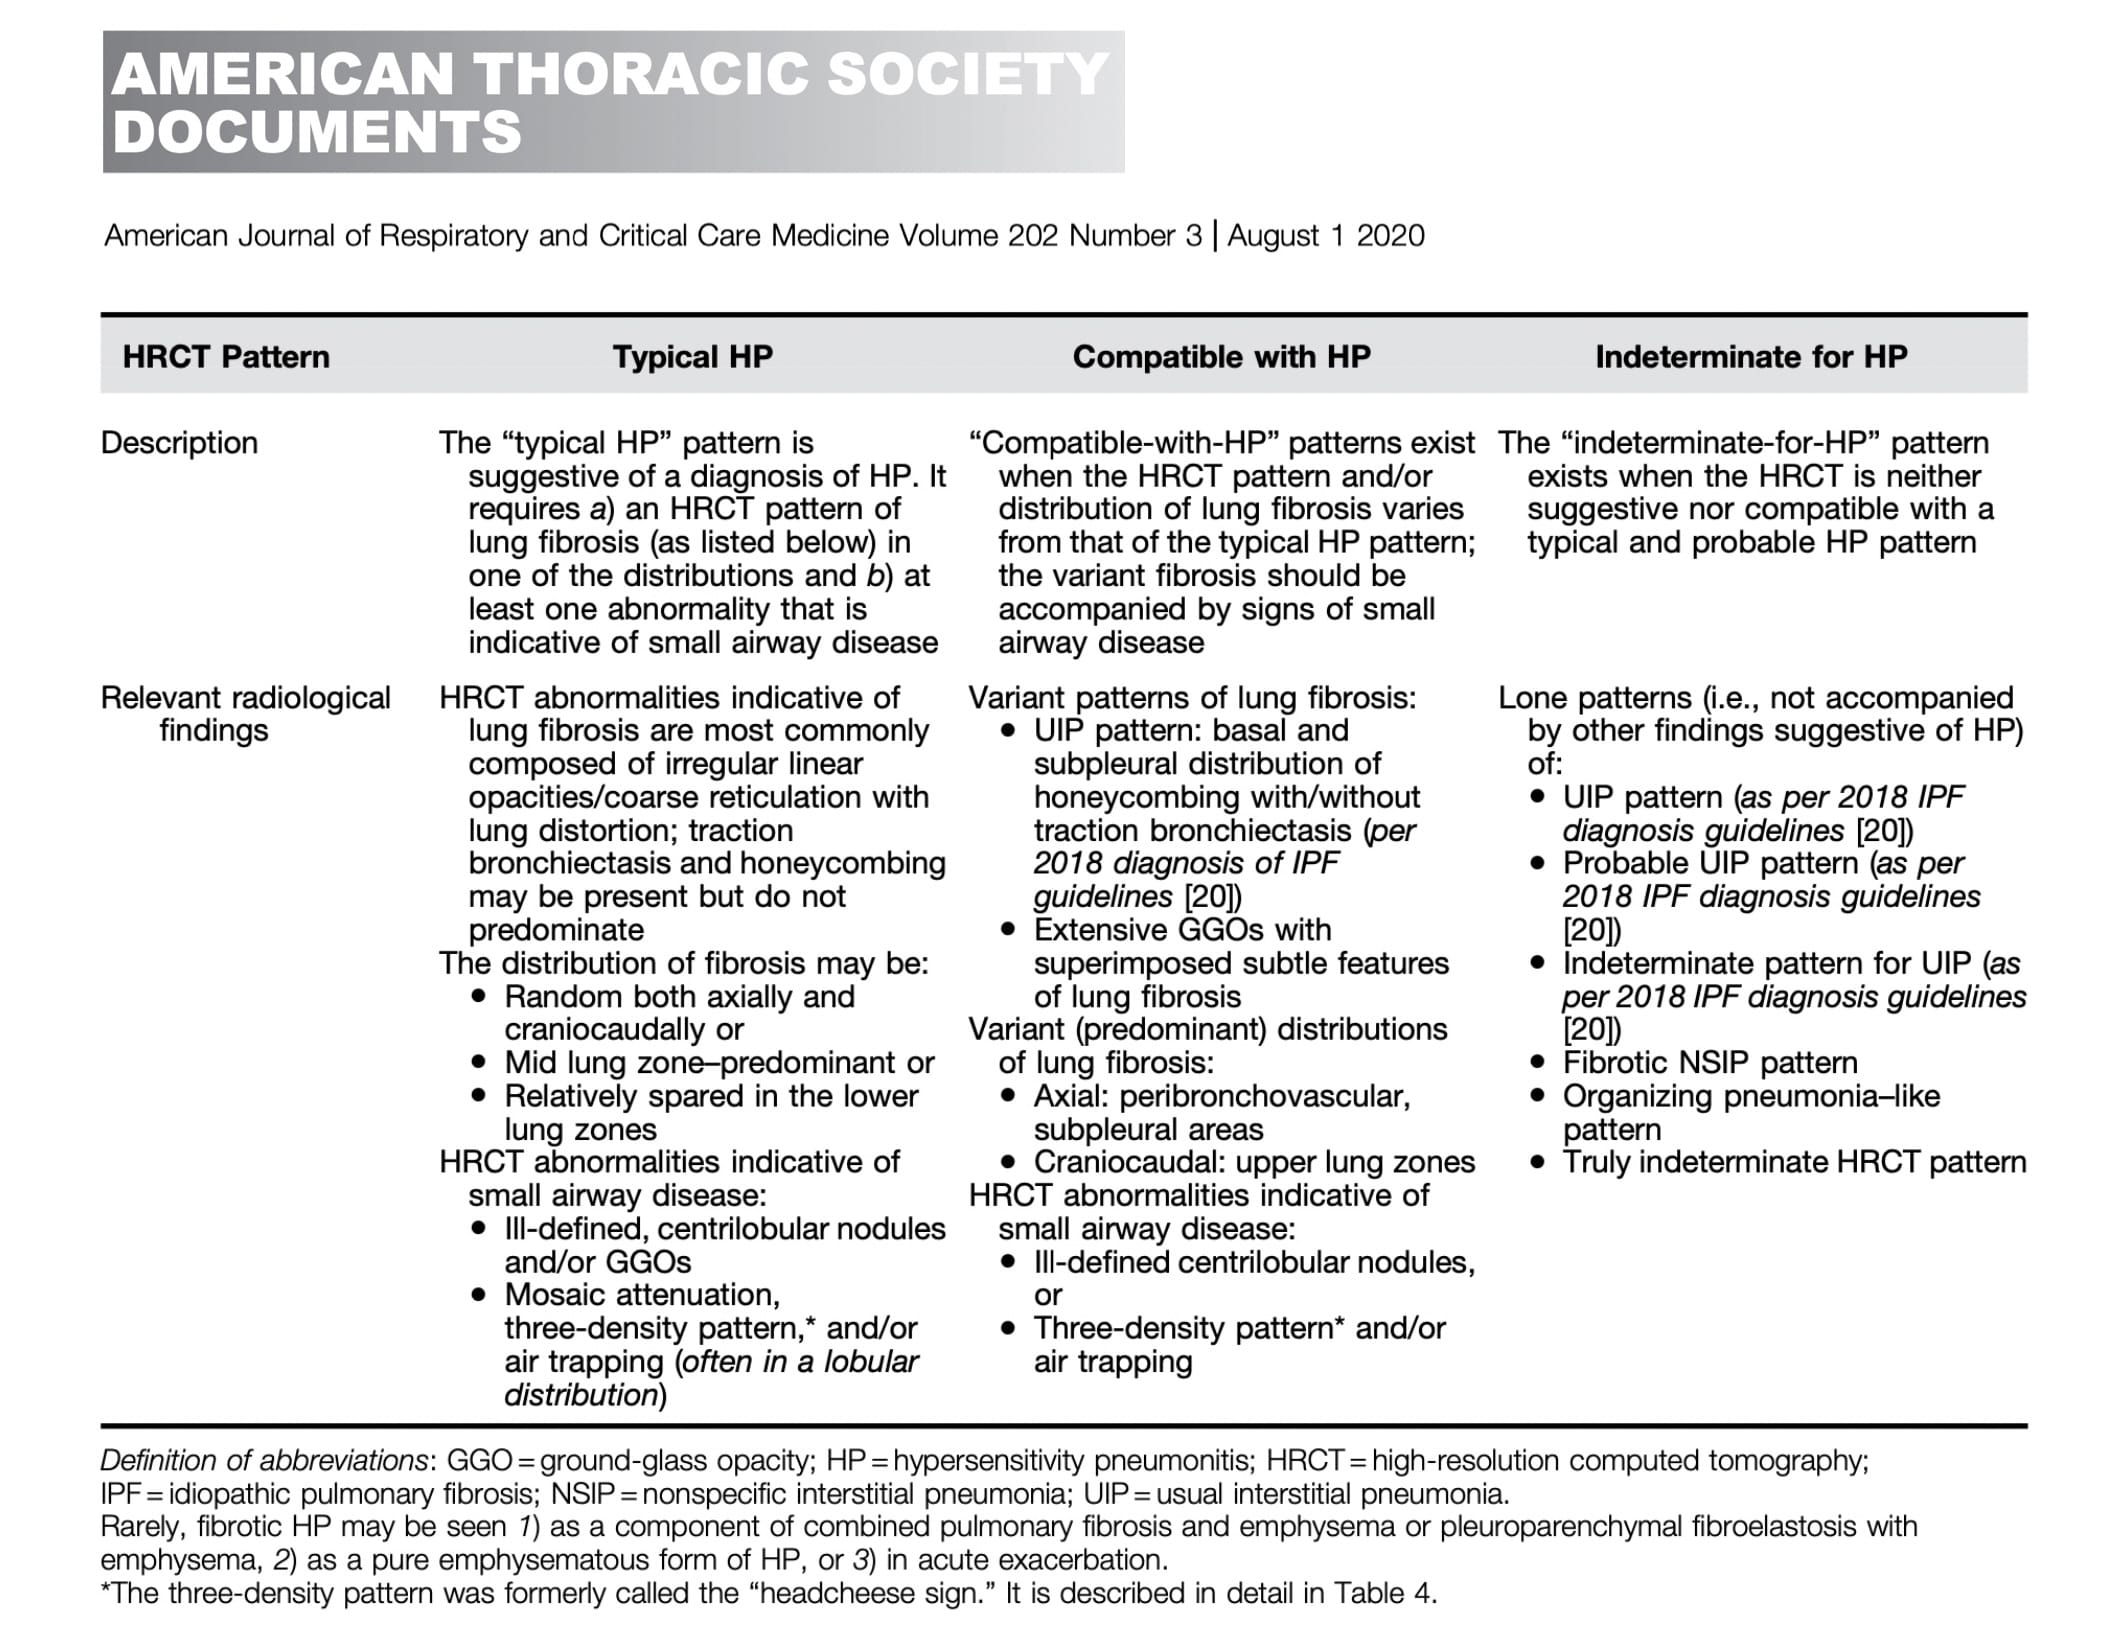 AMERICAN THORACIC SOCIETY
DOCUMENTS
American Journal of Respiratory and Critical Care Medicine Volume 202 Number 3 | August 1 2020
HRCT Pattern
Typical HP
Compatible with HP
Indeterminate for HP
Description
The “typical HP” pattern is
suggestive of a diagnosis of HP. It
requires a) an HRCT pattern of
lung fibrosis (as listed below) in
one of the distributions and b) at
least one abnormality that is
indicative of small airway disease
“Compatible-with-HP” patterns exist
when the HRCT pattern and/or
distribution of lung fibrosis varies
from that of the typical HP pattern;
the variant fibrosis should be
accompanied by signs of small
airway disease
The “indeterminate-for-HP” pattern
exists when the HRCT is neither
suggestive nor compatible with a
typical and probable HP pattern
Relevant radiological
findings
HRCT abnormalities indicative of
lung fibrosis are most commonly
composed of irregular linear
opacities/coarse reticulation with
lung distortion; traction
bronchiectasis and honeycombing
may be present but do not
predominate
The distribution of fibrosis may be:
● Random both axially and
craniocaudally or
● Mid lung zone–predominant or
● Relatively spared in the lower
lung zones
HRCT abnormalities indicative of
small airway disease:
● Ill-defined, centrilobular nodules
and/or GGOs
● Mosaic attenuation,
three-density pattern,* and/or
air trapping (often in a lobular
distribution)
Variant patterns of lung fibrosis:
● UIP pattern: basal and
subpleural distribution of
honeycombing with/without
traction bronchiectasis (per
2018 diagnosis of IPF
guidelines [20])
● Extensive GGOs with
superimposed subtle features
of lung fibrosis
Variant (predominant) distributions
of lung fibrosis:
● Axial: peribronchovascular,
subpleural areas
● Craniocaudal: upper lung zones
HRCT abnormalities indicative of
small airway disease:
● Ill-defined centrilobular nodules,
or
● Three-density pattern* and/or
air trapping
Lone patterns (i.e., not accompanied
by other findings suggestive of HP)
of:
● UIP pattern (as per 2018 IPF
diagnosis guidelines [20])
● Probable UIP pattern (as per
2018 IPF diagnosis guidelines
[20])
● Indeterminate pattern for UIP (as
per 2018 IPF diagnosis guidelines
[20])
● Fibrotic NSIP pattern
● Organizing pneumonia–like
pattern
● Truly indeterminate HRCT pattern
Definition of abbreviations: GGO = ground-glass opacity; HP = hypersensitivity pneumonitis; HRCT = high-resolution computed tomography;
IPF = idiopathic pulmonary fibrosis; NSIP = nonspecific interstitial pneumonia; UIP = usual interstitial pneumonia.
Rarely, fibrotic HP may be seen 1) as a component of combined pulmonary fibrosis and emphysema or pleuroparenchymal fibroelastosis with
emphysema, 2) as a pure emphysematous form of HP, or 3) in acute exacerbation.
*The three-density pattern was formerly called the “headcheese sign.” It is described in detail in Table 4.